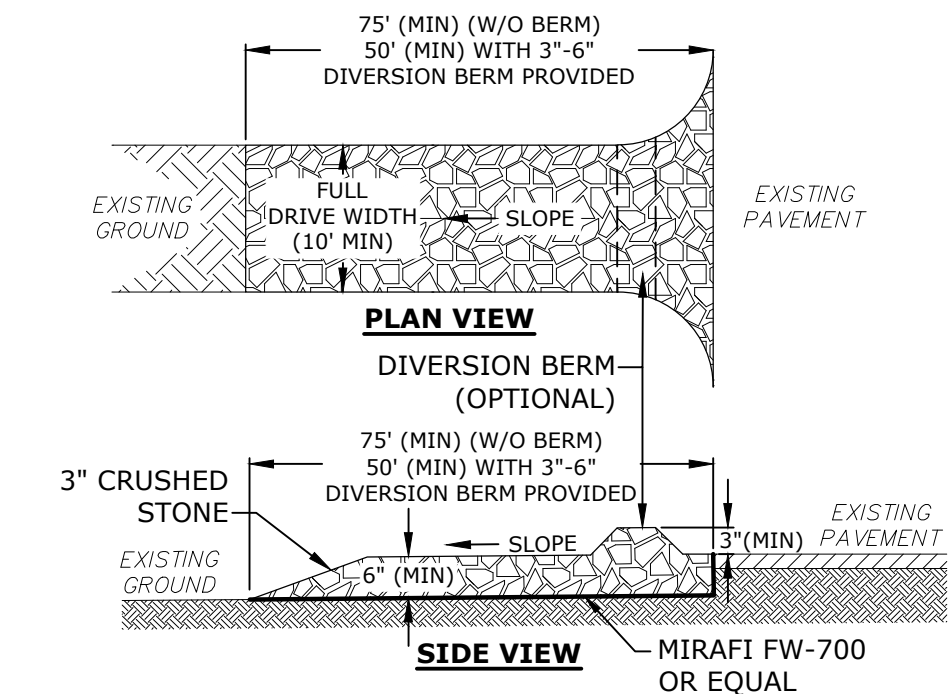 75' (MIN) (W/O BERM)
50' (MIN) WITH 3"-6"
DIVERSION BERM PROVIDED
EXISTING
GROUND
FULL
DRIVE WIDTH
(10' MIN)
SLOPE
EXISTING
PAVEMENT
PLAN VIEW
DIVERSION BERM
(OPTIONAL)
75' (MIN) (W/O BERM)
50' (MIN) WITH 3"-6"
DIVERSION BERM PROVIDED
3" CRUSHED
STONE
EXISTING
GROUND
6" (MIN)
SLOPE
3"(MIN)
EXISTING
PAVEMENT
SIDE VIEW
MIRAFI FW-700
OR EQUAL